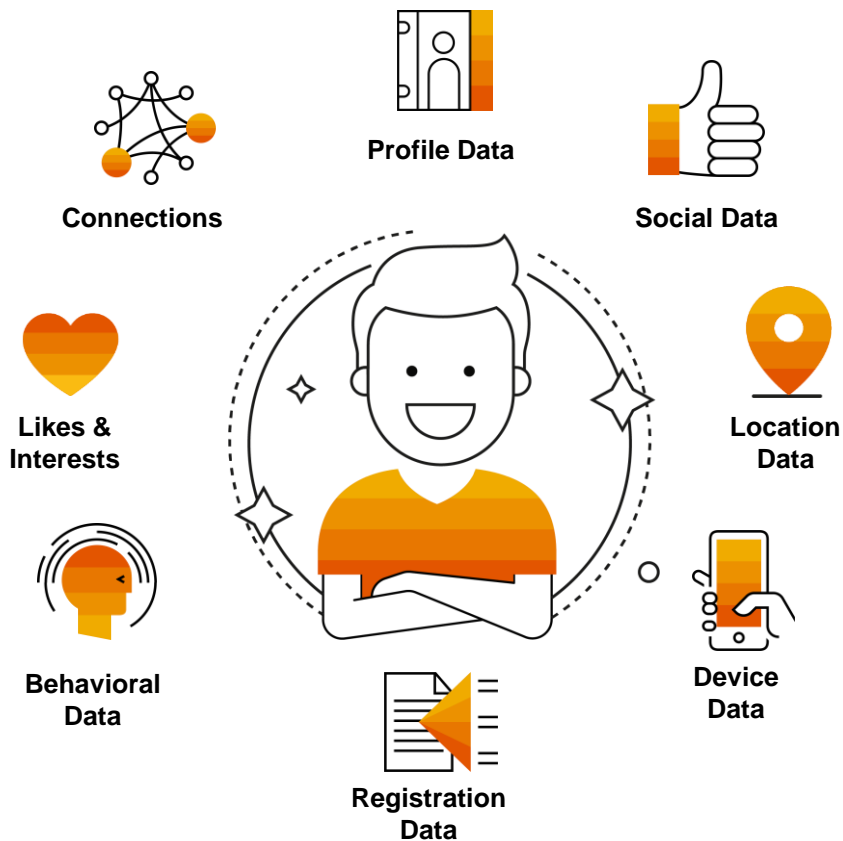 Profile Data
Connections
Social Data
Likes &
Interests
Location
Data
Behavioral
Data
Device
Data
Registration
Data